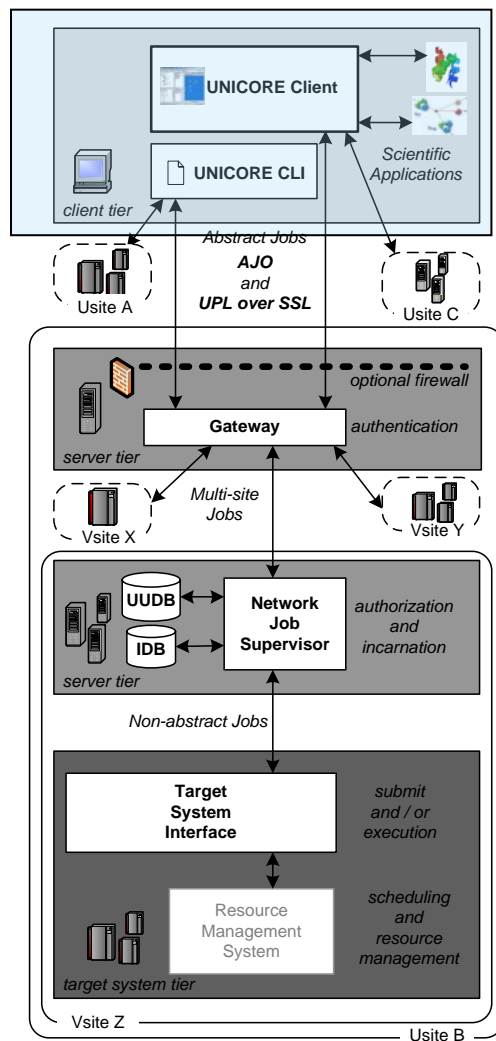 UNICORE Client
UNICORE CLI
Scientific
Applications
client tier
Abstract Jobs
AJO
and
UPL over SSL
Usite A
Usite C
optional firewall
Gateway
authentication
server tier
Vsite X
Multi-site
Jobs
Vsite Y
UUDB
IDB
Network
Job
Supervisor
authorization
and
incarnation
server tier
Non-abstract Jobs
Target
System
Interface
submit
and / or
execution
Resource
Management
System
scheduling
and
resource
management
target system tier
Vsite Z
Usite B